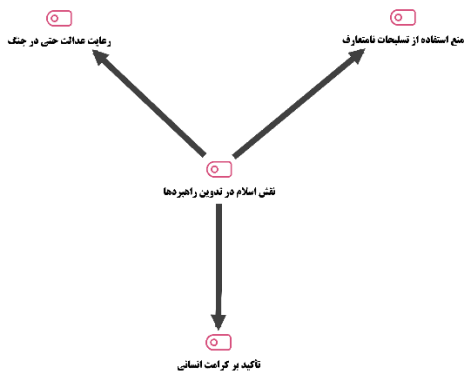 منع استفاده از تسلیحات نامتعارف
رعایت عدالت حتی در جنگ
نقش اسلام در تدوین راهبردها
تأکید بر کرامت انسانی